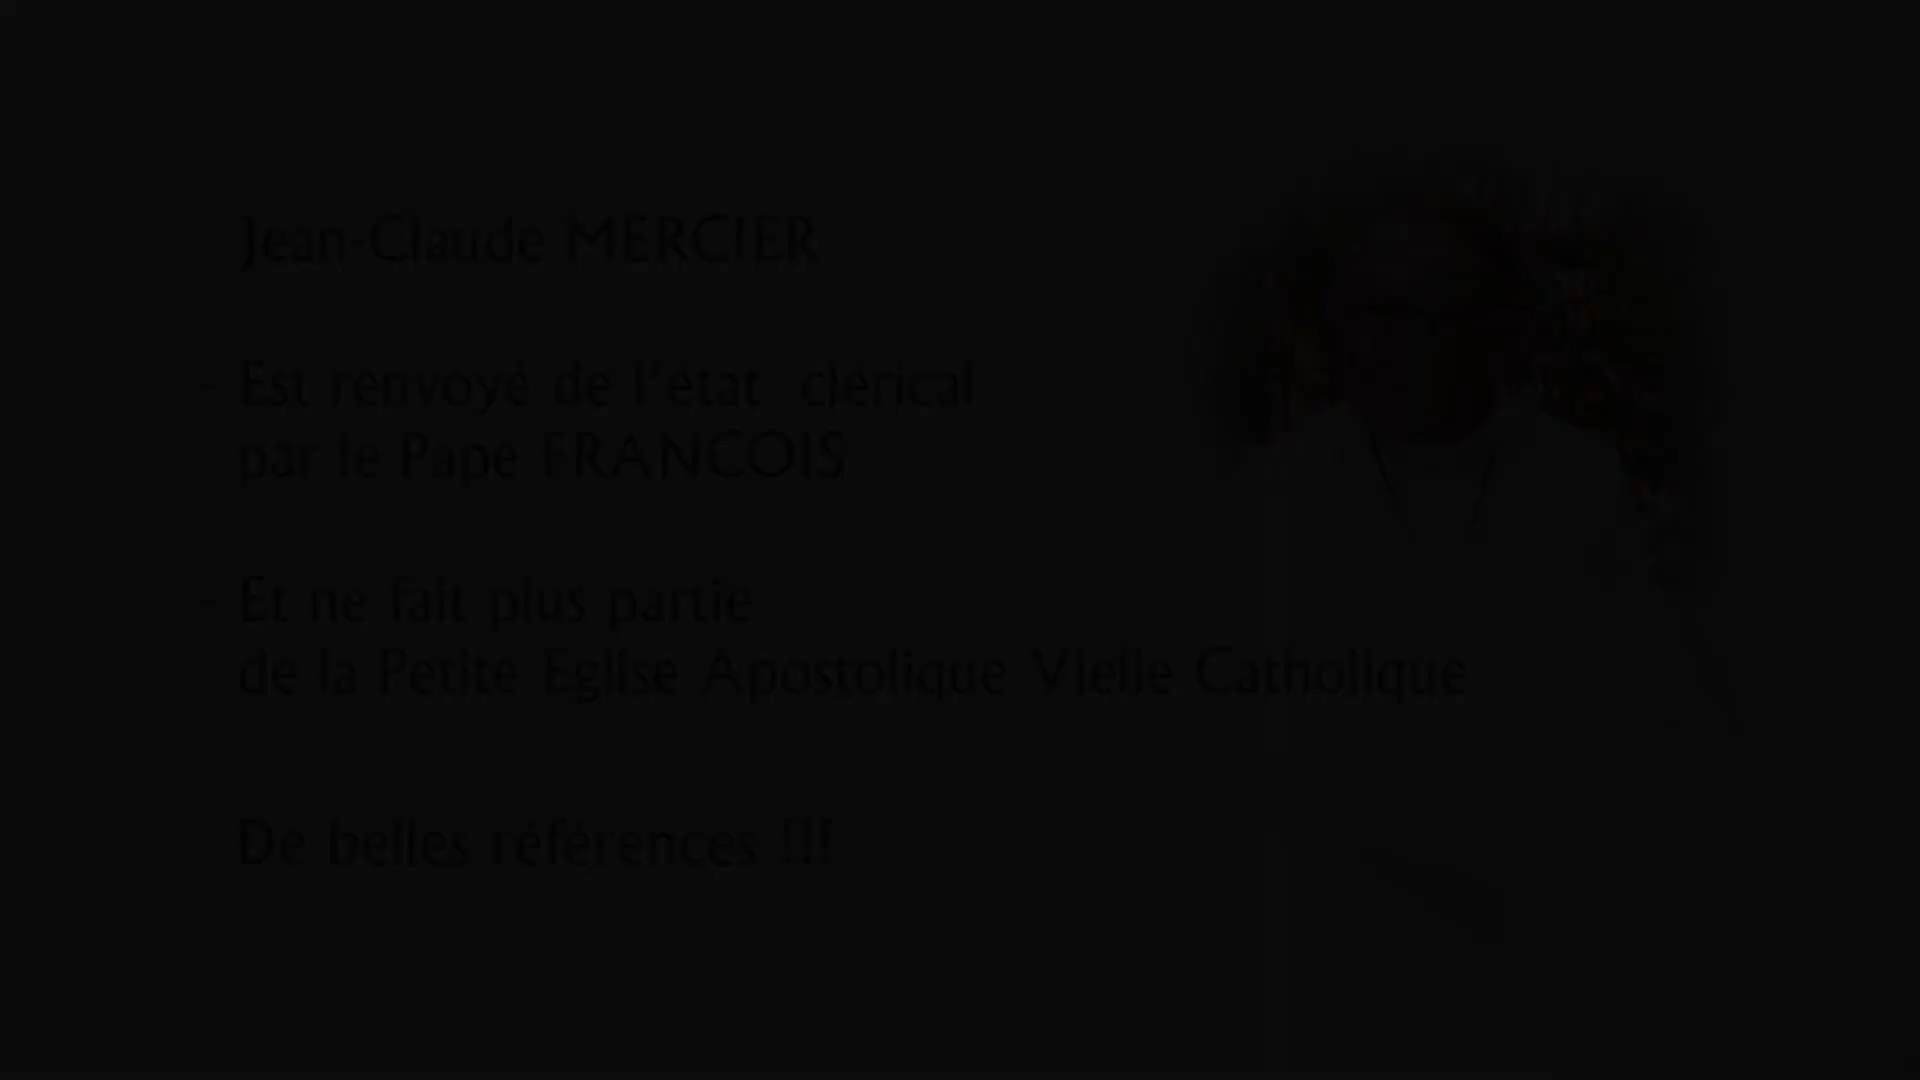 Jean-Claude MERCIER
- Est renvoyé de l'état clérical
par le Pape FRANCOIS
- Et ne fait plus partie
de la Petite Eglise Apostolique Vielle Catholique
De belles références !!!